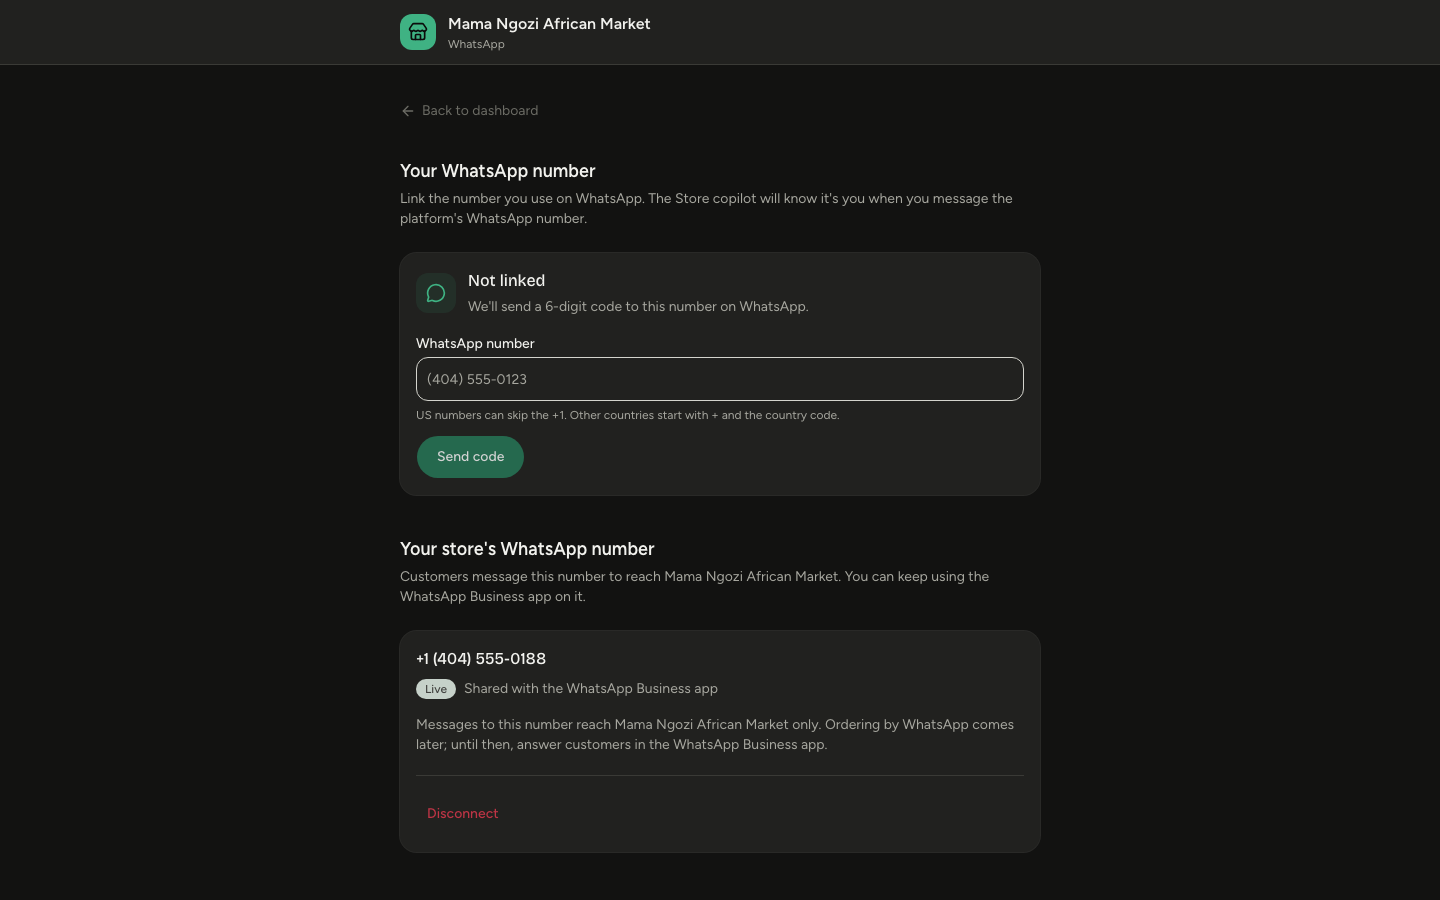 Mama Ngozi African Market
WhatsApp
Back to dashboard
Your WhatsApp number
Link the number you use on WhatsApp. The Store copilot will know it's you when you message the
platform's WhatsApp number.
Not linked
We'll send a 6-digit code to this number on WhatsApp.
WhatsApp number
(404) 555-0123
US numbers can skip the +1. Other countries start with + and the country code.
Send code
Your store's WhatsApp number
Customers message this number to reach Mama Ngozi African Market. You can keep using the
WhatsApp Business app on it.
+1 (404) 555-0188
Live Shared with the WhatsApp Business app
Messages to this number reach Mama Ngozi African Market only. Ordering by WhatsApp comes
later; until then, answer customers in the WhatsApp Business app.
Disconnect